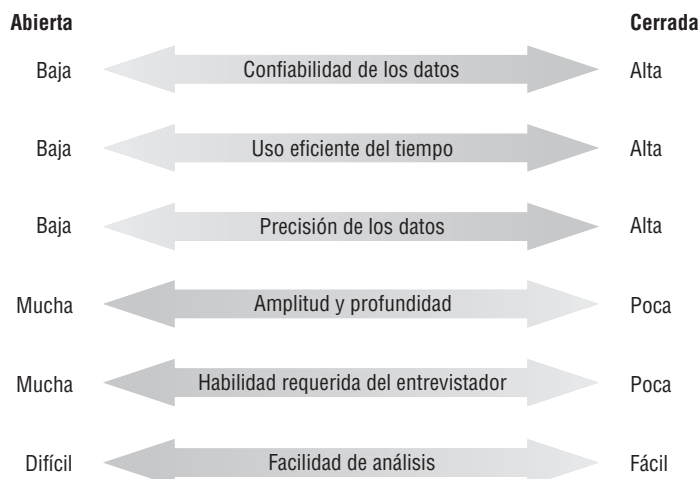 Abierta Cerrada
Baja Confiabilidad de los datos Alta
Baja Uso eficiente del tiempo Alta
Baja Precisión de los datos Alta
Mucha Amplitud y profundidad Poca
Mucha Habilidad requerida del entrevistador Poca
Difícil Facilidad de análisis Fácil